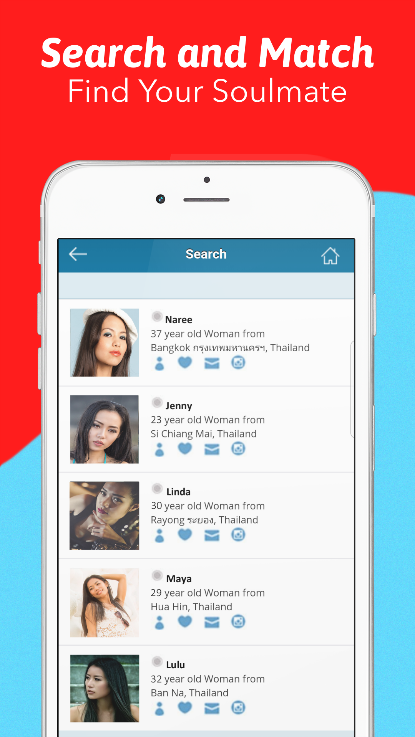 Search and Match
Find Your Soulmate
Search
Naree
37 year old Woman from
Bangkok กรุงเทพมหานครฯ, Thailand
Jenny
23 year old Woman from
Si Chiang Mai, Thailand
Linda
30 year old Woman from
Rayong ระยอง, Thailand
Maya
29 year old Woman from
Hua Hin, Thailand
Lulu
32 year old Woman from
Ban Na, Thailand